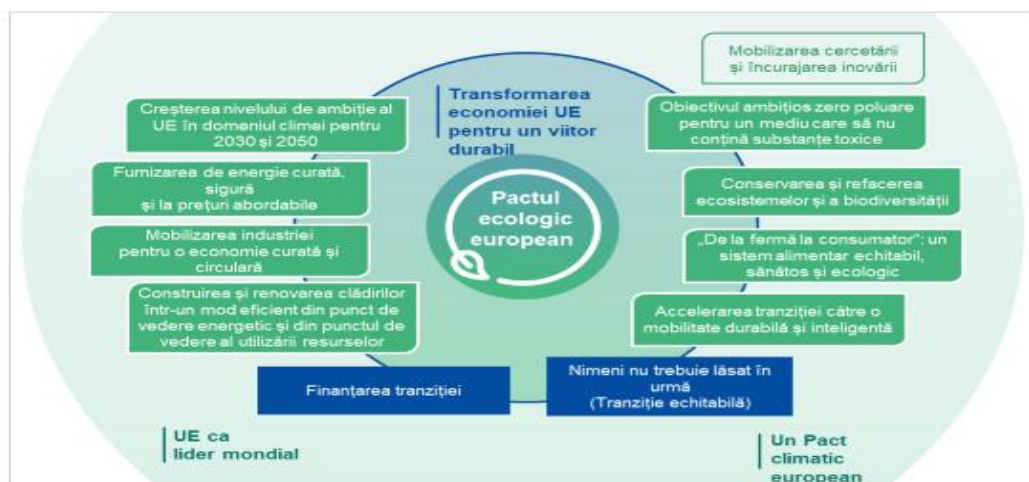 Mobilizarea cercetării
și încurajarea inovării
Transformarea
economiei UE
pentru un viitor
durabil
Creșterea nivelului de ambiție al
UE în domeniul climei pentru
2030 și 2050
Furnizarea de energie curată,
sigură
și la prețuri abordabile
Mobilizarea industriei
pentru o economie curată și
circulară
Construirea și renovarea clădirilor
într-un mod eficient din punct de
vedere energetic și din punctul de
vedere al utilizării resurselor
Pactul
ecologic
european
Obiectivul ambițios zero poluare
pentru un mediu care să nu
conțină substanțe toxice
Conservarea și refacerea
ecosistemelor și a biodiversității
„De la fermă la consumator”: un
sistem alimentar echitabil,
sănătos și ecologic
Accelerarea tranziției către o
mobilitate durabilă și inteligentă
Finanțarea tranziției
Nimeni nu trebuie lăsat în
urmă
(Tranziție echitabilă)
UE ca
lider mondial
Un Pact
climatic
european